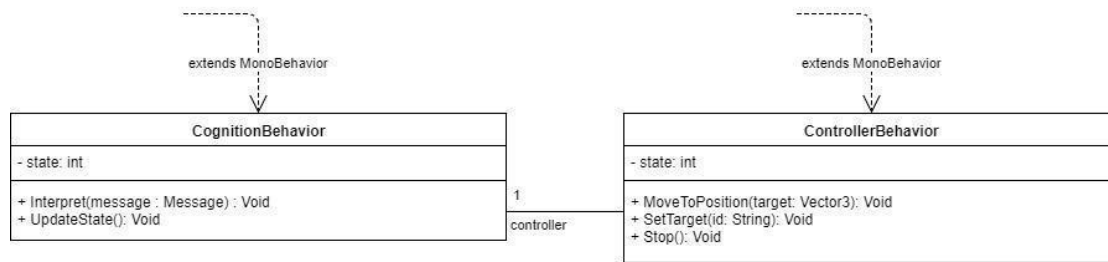 extends MonoBehavior
extends MonoBehavior
CognitionBehavior
- state: int
+ Interpret(message : Message) : Void
+ UpdateState(): Void
1
controller
ControllerBehavior
- state: int
+ MoveToPosition(target: Vector3): Void
+ SetTarget(id: String): Void
+ Stop(): Void